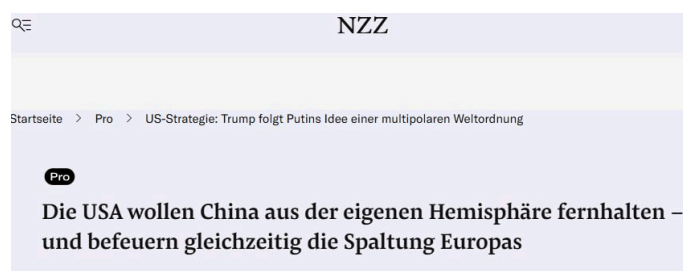 NZZ
Startseite > Pro > US-Strategie: Trump folgt Putins Idee einer multipolaren Weltordnung
Pro
Die USA wollen China aus der eigenen Hemisphäre fernhalten –
und befeuern gleichzeitig die Spaltung Europas